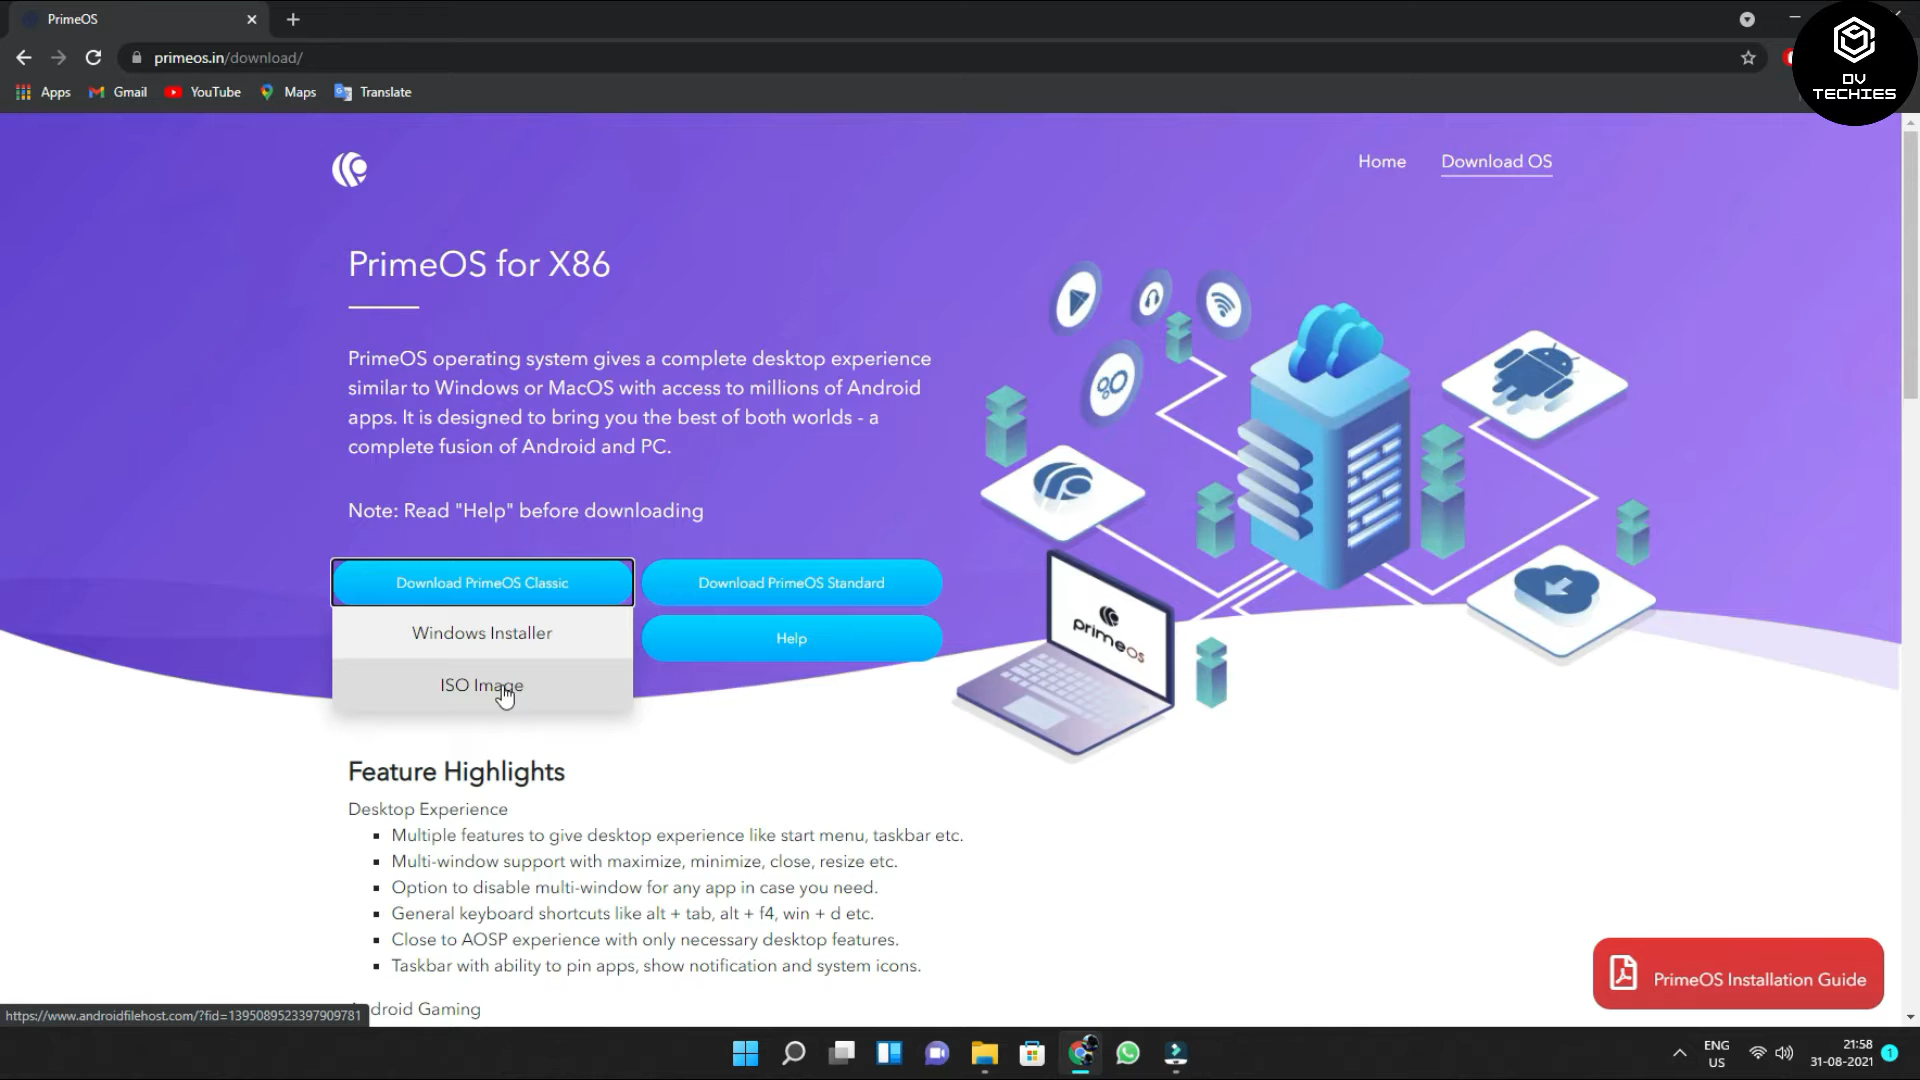 PrimeOS
primeos.in/download/
Apps
Gmail
YouTube
Maps
Translate
DV
TECHIES
Home
Download OS
PrimeOS for X86
PrimeOS operating system gives a complete desktop experience
similar to Windows or MacOS with access to millions of Android
apps. It is designed to bring you the best of both worlds - a
complete fusion of Android and PC.
Note: Read "Help" before downloading
Download PrimeOS Classic
Download PrimeOS Standard
Windows Installer
Help
ISO Image
primeOS
Feature Highlights
Desktop Experience
Multiple features to give desktop experience like start menu, taskbar etc.
Multi-window support with maximize, minimize, close, resize etc.
Option to disable multi-window for any app in case you need.
General keyboard shortcuts like alt + tab, alt + f4, win + d etc.
Close to AOSP experience with only necessary desktop features.
Taskbar with ability to pin apps, show notification and system icons.
PrimeOS Installation Guide
droid Gaming
https://www.androidfilehost.com/?fid=1395089523397909781
ENG
US
21:58
31-08-2021
1